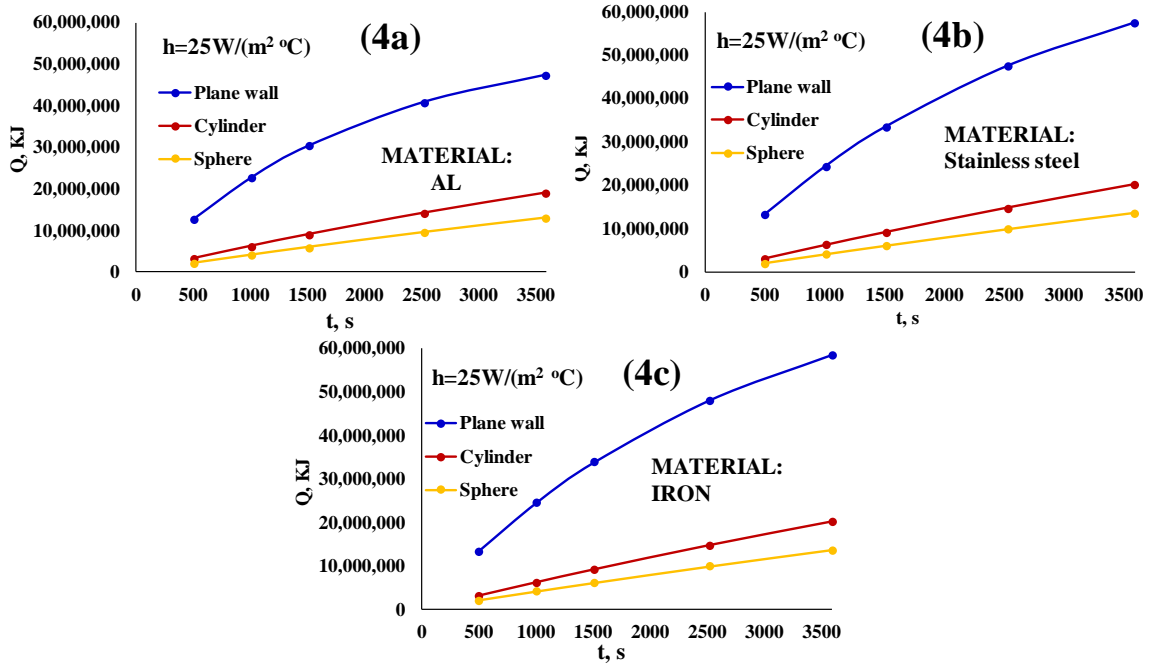 60,000,000
50,000,000
40,000,000
30,000,000
20,000,000
10,000,000
0
Q, KJ
h=25W/(m² °C)
(4a)
Plane wall
Cylinder
Sphere
MATERIAL:
AL
0 500 1000 1500 2000 2500 3000 3500
t, s
60,000,000
50,000,000
40,000,000
30,000,000
20,000,000
10,000,000
0
Q, KJ
h=25W/(m² °C)
(4b)
Plane wall
Cylinder
Sphere
MATERIAL:
Stainless steel
0 500 1000 1500 2000 2500 3000 3500
t, s
60,000,000
50,000,000
40,000,000
30,000,000
20,000,000
10,000,000
0
Q, KJ
h=25W/(m² °C)
(4c)
Plane wall
Cylinder
Sphere
MATERIAL:
IRON
0 500 1000 1500 2000 2500 3000 3500
t, s